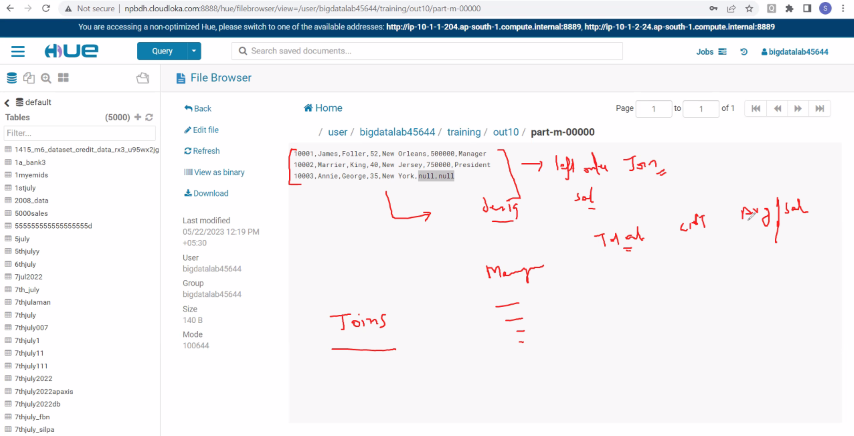 Not secure | npbdh.cloudloka.com:8888/hue/filebrowser/view=/user/bigdatalab45644/training/out10/part-m-00000
You are accessing a non-optimized Hue, please switch to one of the available addresses: http://ip-10-1-1-204.ap-south-1.compute.internal:8889, http://ip-10-1-2-24.ap-south-1.compute.internal:8889
HUE
Query
Search saved documents...
Jobs
bigdatalab45644
default
Tables
(5000)
Filter...
1415_m6_dataset_credit_data_rx3_u95wx2jg
1a_bank3
1myemids
1stjuly
2008_data
5000sales
555555555555555555d
5july
5thjulyy
6thjuly
7jul2022
7th_july
7thjulaman
7thjuly
7thjuly007
7thjuly1
7thjuly11
7thjuly111
7thjuly2022
7thjuly2022apaxis
7thjuly2022db
7thjuly_fbn
7thjuly_silpa
File Browser
Back
Edit file
Refresh
View as binary
Download
Last modified
05/22/2023 12:19 PM
+05:30
User
bigdatalab45644
Group
bigdatalab45644
Size
140 B
Mode
100644
Home
Page 1 to 1 of 1
/ user / bigdatalab45644 / training / out10 / part-m-00000
10001,James,Foller,52,New Orleans,500000,Manager
10002,Marrier,King,40,New Jersey,750000,President
10003,Annie,George,35,New York,null,null
left outer Join
desig
sal
Total
cnt
Avg sal
Joins